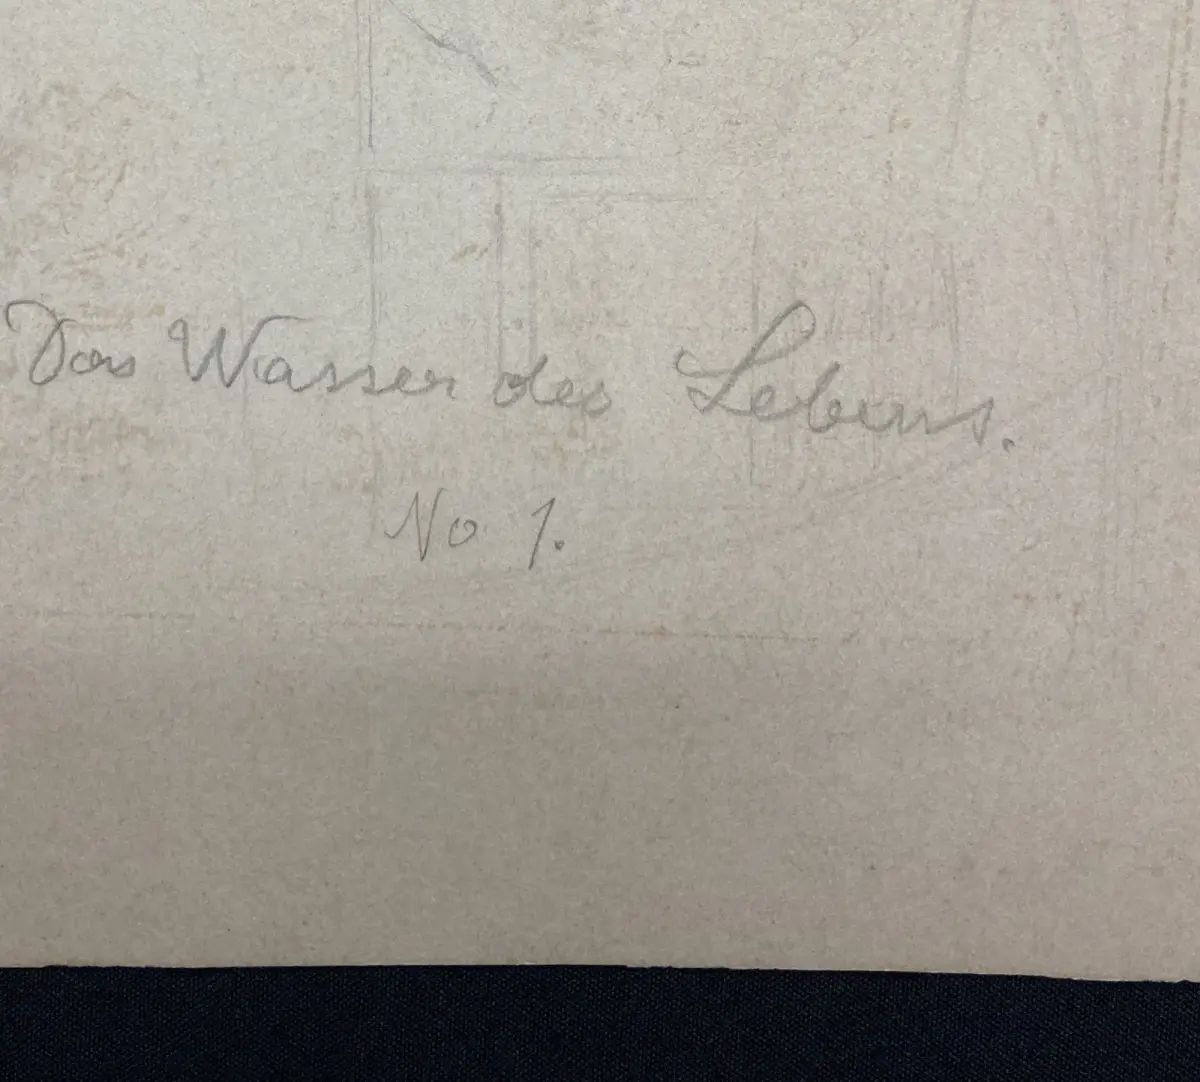 Das Wasser des Lebens.
No 1.